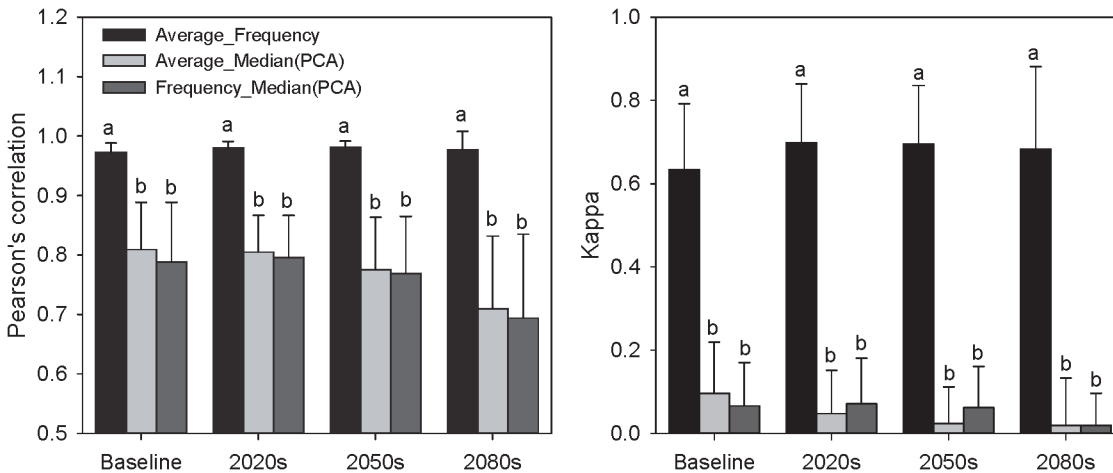 Pearson's correlation
1.2
1.1
1.0
0.9
0.8
0.7
0.6
0.5
Average_Frequency
Average_Median(PCA)
Frequency_Median(PCA)
a
b
b
a
b
b
a
b
b
a
b
b
Baseline
2020s
2050s
2080s
Kappa
1.0
0.8
0.6
0.4
0.2
0.0
a
b
b
a
b
b
a
b
b
a
b
b
Baseline
2020s
2050s
2080s